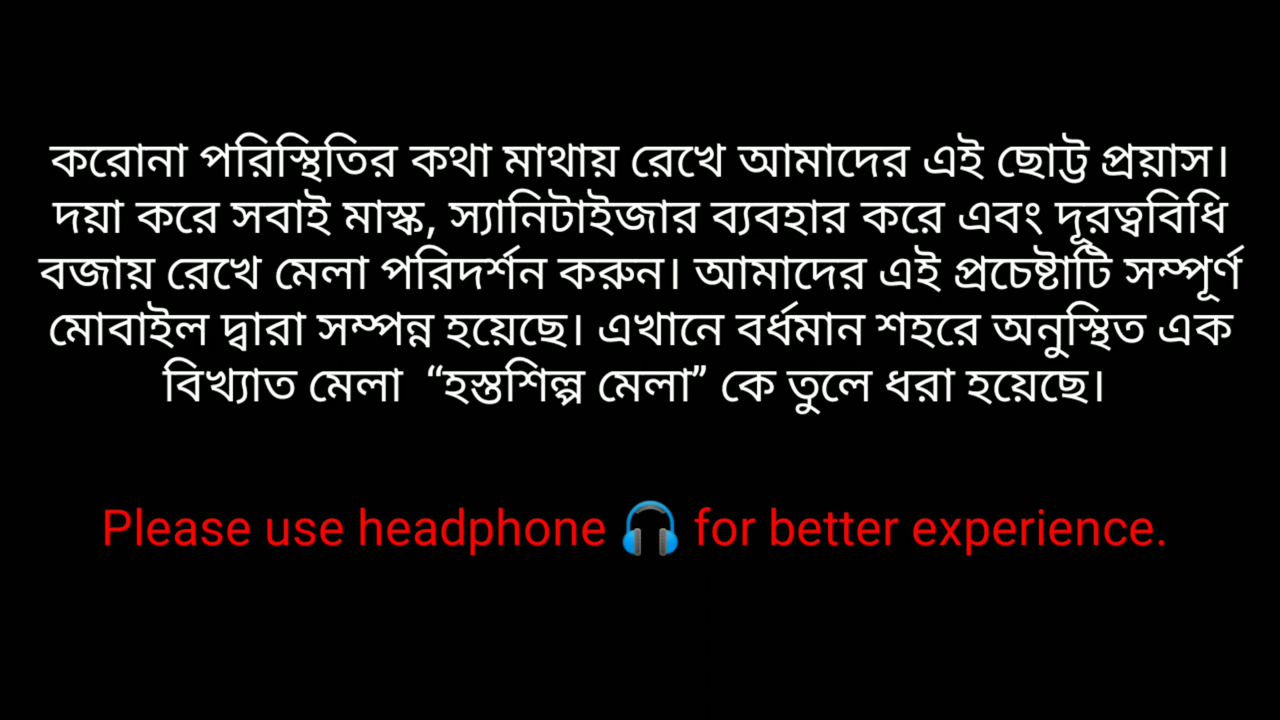 করোনা পরিস্থিতির কথা মাথায় রেখে আমাদের এই ছোট্ট প্রয়াস।
দয়া করে সবাই মাস্ক, স্যানিটাইজার ব্যবহার করে এবং দূরত্ববিধি
বজায় রেখে মেলা পরিদর্শন করুন। আমাদের এই প্রচেষ্টাটি সম্পূর্ণ
মোবাইল দ্বারা সম্পন্ন হয়েছে। এখানে বর্ধমান শহরে অনুস্থিত এক
বিখ্যাত মেলা “হস্তশিল্প মেলা” কে তুলে ধরা হয়েছে।
Please use headphone 🎧 for better experience.